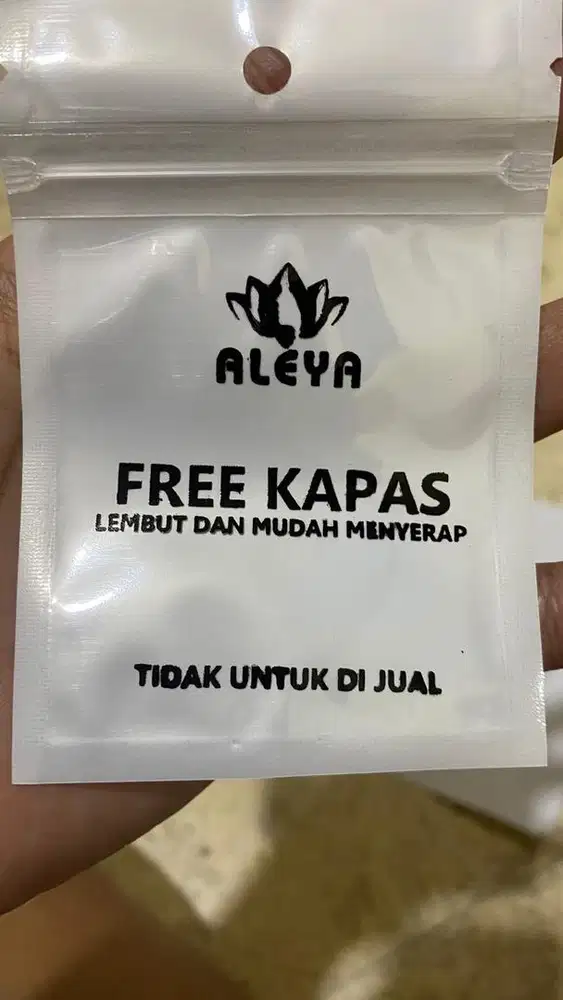 ALEYA
FREE KAPAS
LEMBUT DAN MUDAH MENYERAP
TIDAK UNTUK DI JUAL